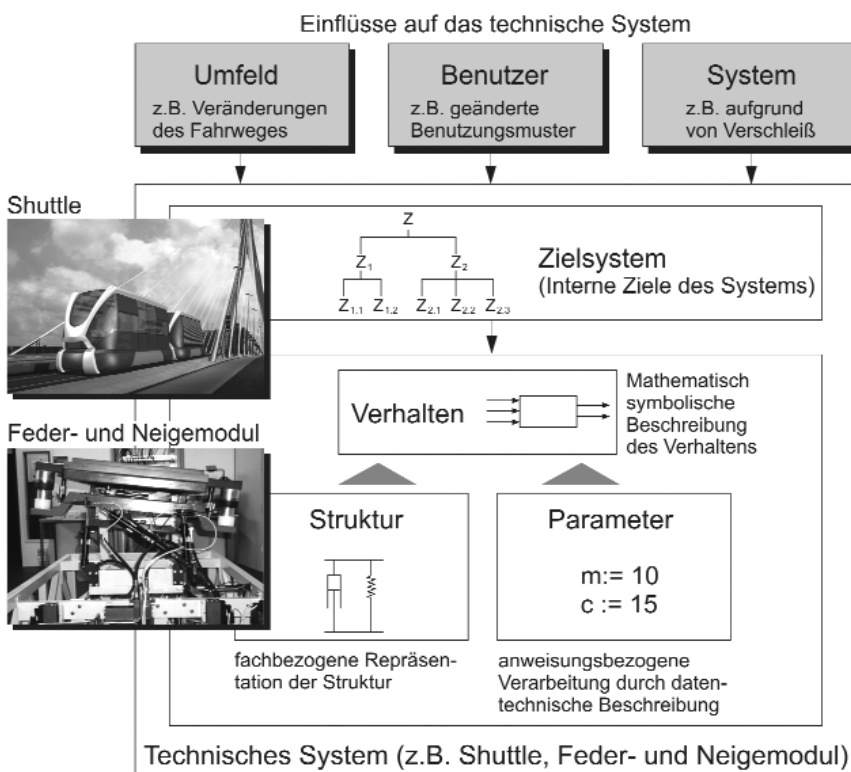 Einflüsse auf das technische System
Umfeld
z.B. Veränderungen
des Fahrweges
Benutzer
z.B. geänderte
Benutzungsmuster
System
z.B. aufgrund
von Verschleiß
Shuttle
Z
Z1 Z2
Z1.1 Z1.2 Z2.1 Z2.2 Z2.3
Zielsystem
(Interne Ziele des Systems)
Verhalten
Mathematisch
symbolische
Beschreibung
des Verhaltens
Feder- und Neigemodul
Struktur
fachbezogene Repräsen-
tation der Struktur
Parameter
m:= 10
c := 15
anweisungsbezogene
Verarbeitung durch daten-
technische Beschreibung
Technisches System (z.B. Shuttle, Feder- und Neigemodul)